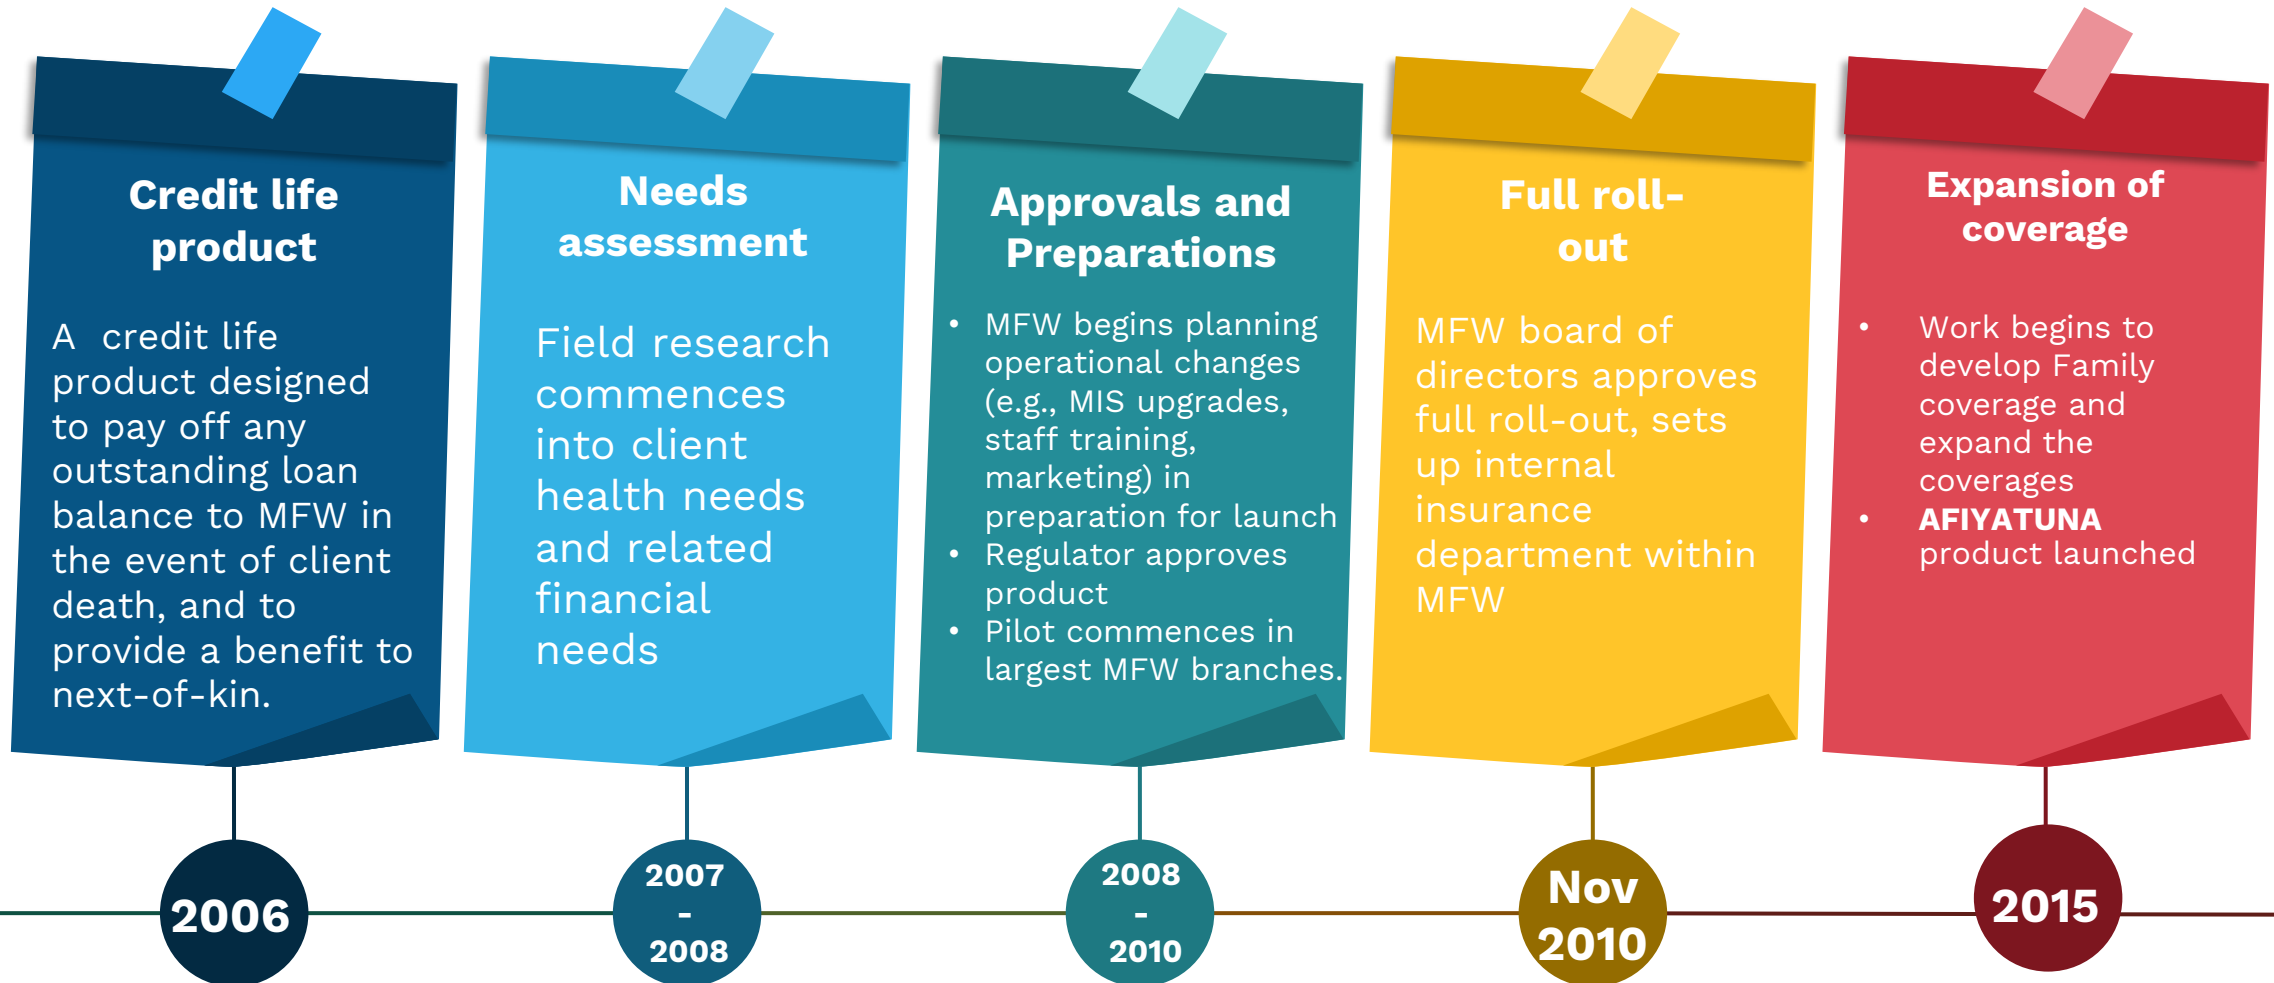 Credit life
product
A credit life
product designed
to pay off any
outstanding loan
balance to MFW in
the event of client
death, and to
provide a benefit to
next-of-kin.
2006
Needs
assessment
Field research
commences
into client
health needs
and related
financial
needs
2007
-
2008
Approvals and
Preparations
• MFW begins planning
operational changes
(e.g., MIS upgrades,
staff training,
marketing) in
preparation for launch
• Regulator approves
product
• Pilot commences in
largest MFW branches.
2008
-
2010
Full roll-
out
MFW board of
directors approves
full roll-out, sets
up internal
insurance
department within
MFW
Nov
2010
Expansion of
coverage
• Work begins to
develop Family
coverage and
expand the
coverages
• AFIYATUNA
product launched
2015